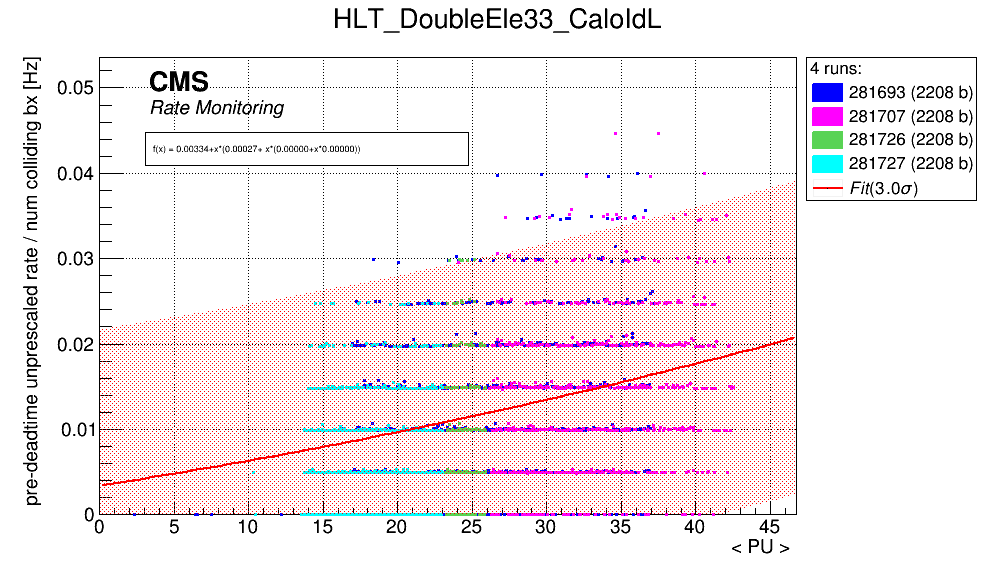 HLT_DoubleEle33_CaloIdL
pre-deadtime unprescaled rate / num colliding bx [Hz]
CMS
Rate Monitoring
f(x) = 0.00334+x*(0.00027+ x*(0.00000+x*0.00000))
0.05
0.04
0.03
0.02
0.01
0
0 5 10 15 20 25 30 35 40 45
< PU >
4 runs:
281693 (2208 b)
281707 (2208 b)
281726 (2208 b)
281727 (2208 b)
Fit(3.0σ)